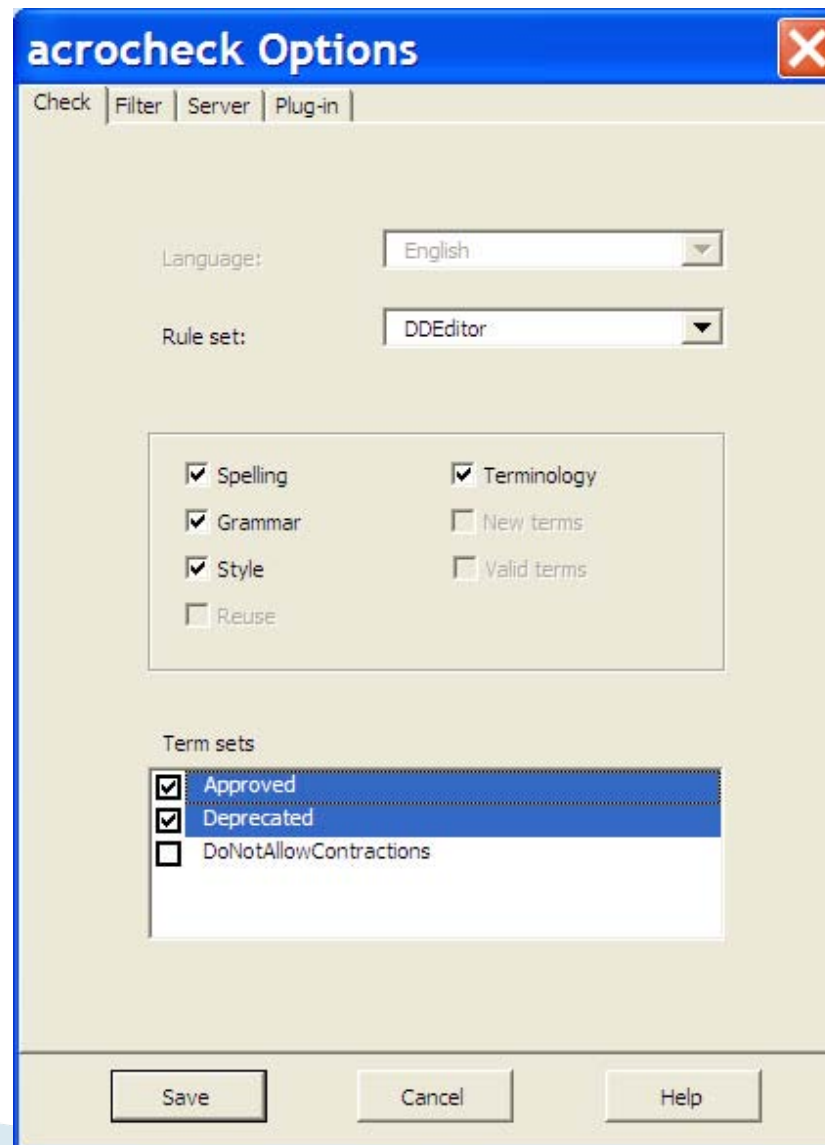 acrocheck Options
Check Filter Server Plug-in
Language: English
Rule set: DDEditor
Spelling Terminology
Grammar New terms
Style Valid terms
Reuse
Term sets
Approved
Deprecated
DoNotAllowContractions
Save Cancel Help